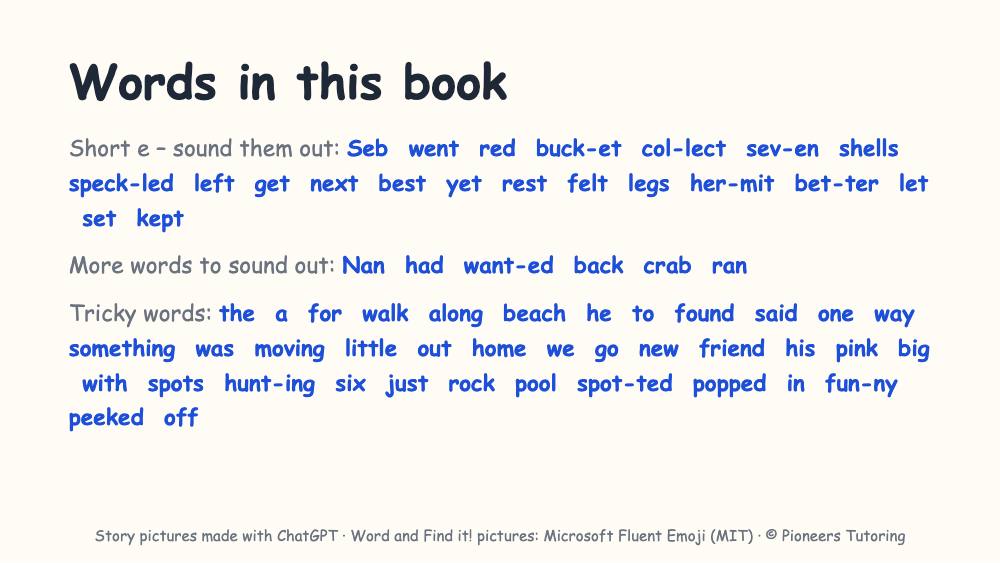 Words in this book
Short e – sound them out: Seb went red buck-et col-lect sev-en shells
speck-led left get next best yet rest felt legs her-mit bet-ter let
set kept
More words to sound out: Nan had want-ed back crab ran
Tricky words: the a for walk along beach he to found said one way
something was moving little out home we go new friend his pink big
with spots hunt-ing six just rock pool spot-ted popped in fun-ny
peeked off
Story pictures made with ChatGPT · Word and Find it! pictures: Microsoft Fluent Emoji (MIT) · © Pioneers Tutoring